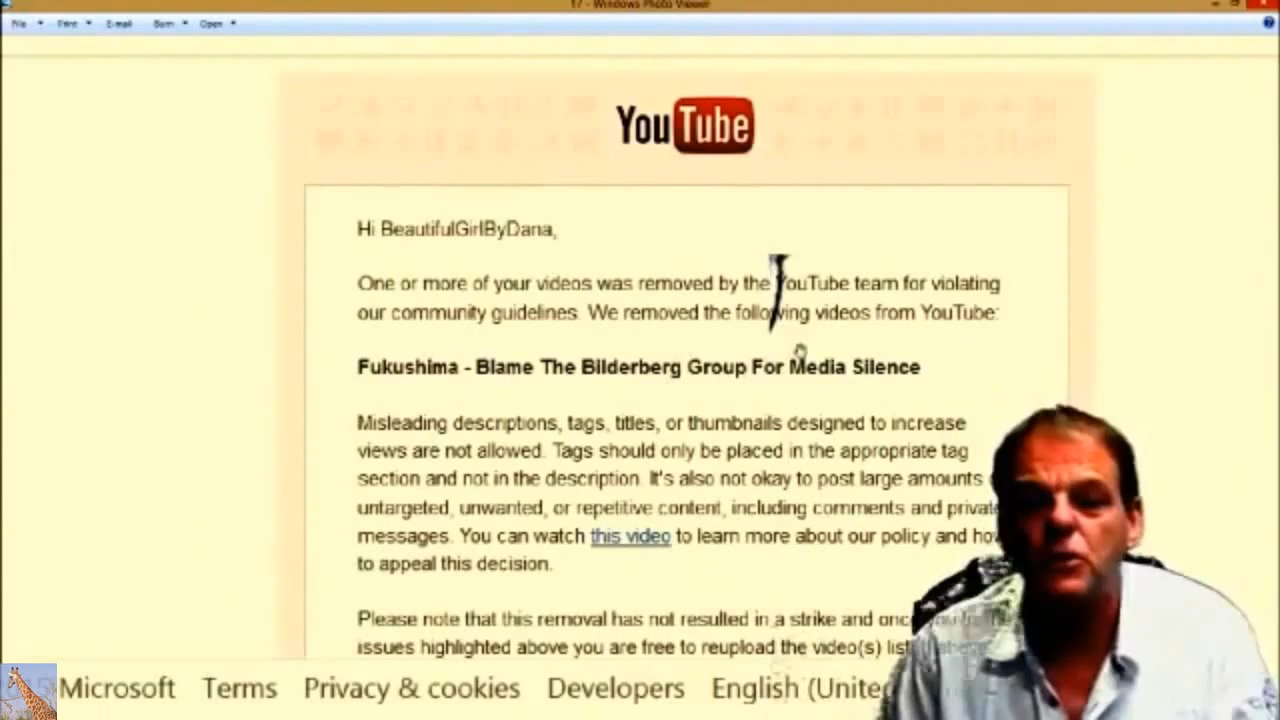 17 - Windows Photo Viewer
File Print E-mail Burn Open
YouTube
Hi BeautifulGirlByDana,
One or more of your videos was removed by the YouTube team for violating
our community guidelines. We removed the following videos from YouTube:
Fukushima - Blame The Bilderberg Group For Media Silence
Misleading descriptions, tags, titles, or thumbnails designed to increase
views are not allowed. Tags should only be placed in the appropriate tag
section and not in the description. It's also not okay to post large amounts
untargeted, unwanted, or repetitive content, including comments and private
messages. You can watch this video to learn more about our policy and how
to appeal this decision.
Please note that this removal has not resulted in a strike and once
issues highlighted above you are free to reupload the video(s)
Microsoft Terms Privacy & cookies Developers English